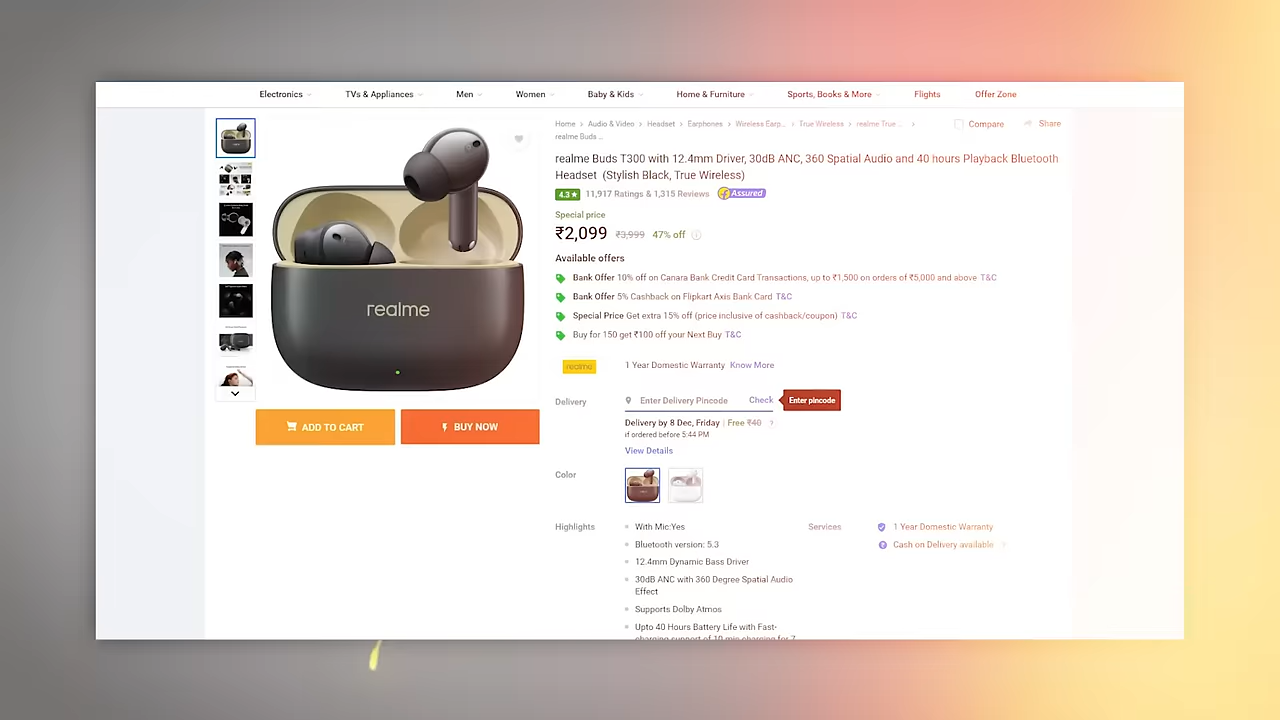 Electronics TVs & Appliances Men Women Baby & Kids Home & Furniture Sports, Books & More Flights Offer Zone
Home > Audio & Video > Headset > Earphones > Wireless Earp... > True Wireless > realme True ... >
realme Buds ...
Compare Share
realme Buds T300 with 12.4mm Driver, 30dB ANC, 360 Spatial Audio and 40 hours Playback Bluetooth
Headset (Stylish Black, True Wireless)
4.3★ 11,917 Ratings & 1,315 Reviews Assured
Special price
₹2,099 ₹3,999 47% off
Available offers
Bank Offer 10% off on Canara Bank Credit Card Transactions, up to ₹1,500 on orders of ₹5,000 and above T&C
Bank Offer 5% Cashback on Flipkart Axis Bank Card T&C
Special Price Get extra 15% off (price inclusive of cashback/coupon) T&C
Buy for 150 get ₹100 off your Next Buy T&C
realme
realme 1 Year Domestic Warranty Know More
Delivery Enter Delivery Pincode Check Enter pincode
Delivery by 8 Dec, Friday | Free ₹40 ?
if ordered before 5:44 PM
View Details
ADD TO CART BUY NOW
Color
Highlights
With Mic:Yes
Bluetooth version: 5.3
12.4mm Dynamic Bass Driver
30dB ANC with 360 Degree Spatial Audio
Effect
Supports Dolby Atmos
Upto 40 Hours Battery Life with Fast-
charging support of 10 min charging for 7
Services
1 Year Domestic Warranty
Cash on Delivery available ?